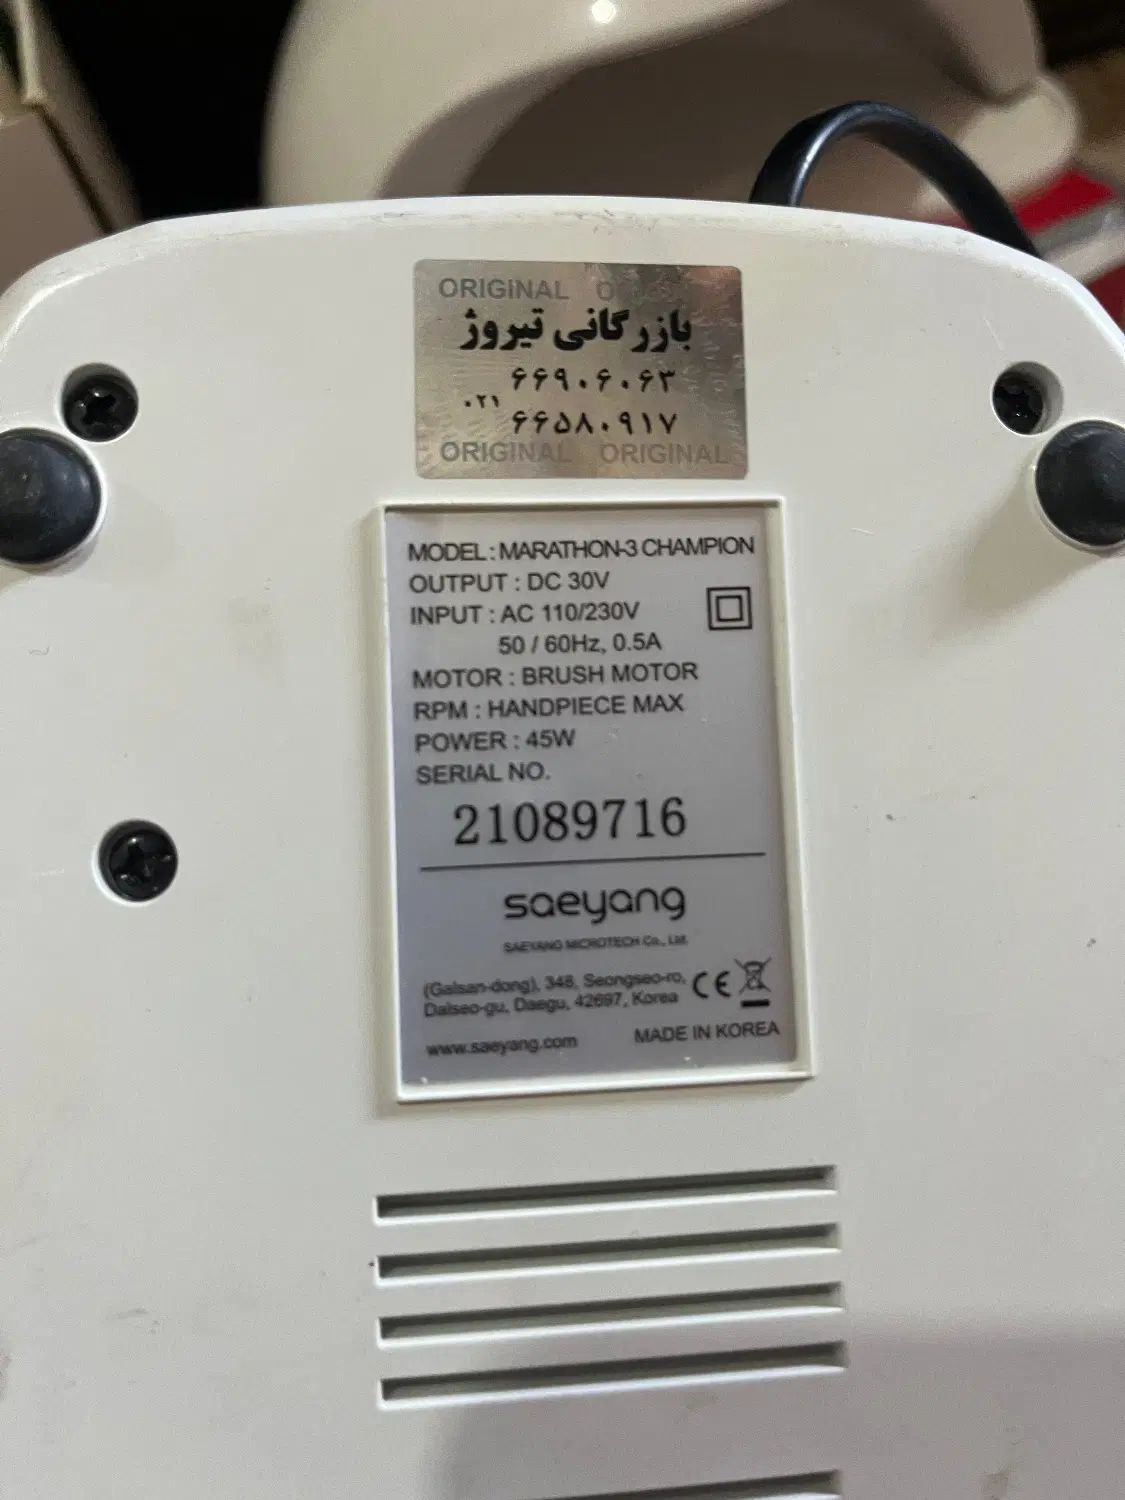 ORIGINAL
بازرگانی تیروژ
۶۶۹۰۶۰۶۳
۰۲۱
۶۶۵۸۰۹۱۷
ORIGINAL ORIGINAL
MODEL : MARATHON-3 CHAMPION
OUTPUT : DC 30V
INPUT : AC 110/230V
50 / 60Hz, 0.5A
MOTOR : BRUSH MOTOR
RPM : HANDPIECE MAX
POWER : 45W
SERIAL NO.
21089716
saeyang
SAEYANG MICROTECH Co., Ltd.
(Galsan-dong), 348, Seongseo-ro,
Dalseo-gu, Daegu, 42697, Korea
CE
www.saeyang.com MADE IN KOREA